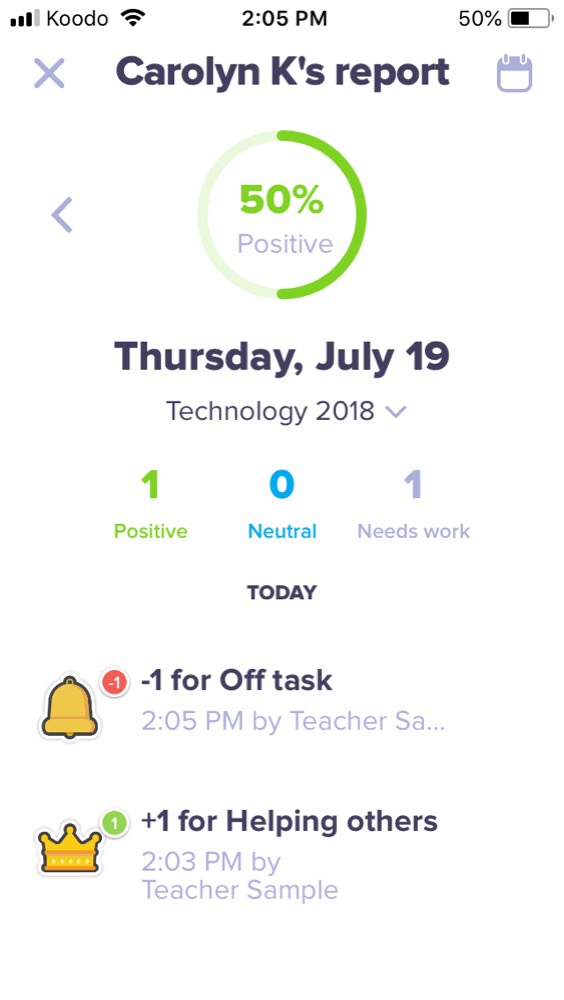 Koodo 2:05 PM 50%
Carolyn K's report
50%
Positive
Thursday, July 19
Technology 2018
1 0 1
Positive Neutral Needs work
TODAY
-1
-1 for Off task
2:05 PM by Teacher Sa...
1
+1 for Helping others
2:03 PM by
Teacher Sample